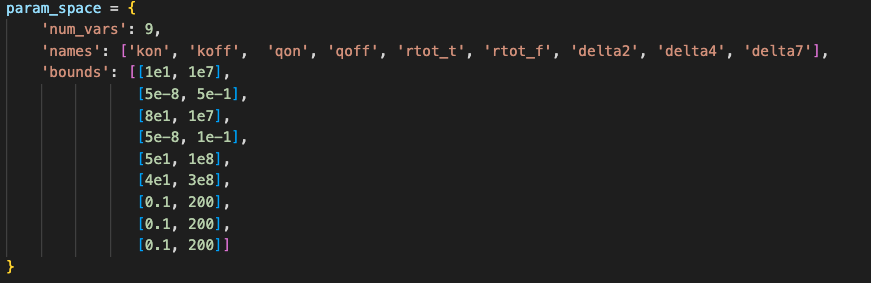 param_space = {
    'num_vars': 9,
    'names': ['kon', 'koff',  'qon', 'qoff', 'rtot_t', 'rtot_f', 'delta2', 'delta4', 'delta7'],
    'bounds': [[1e1, 1e7],
               [5e-8, 5e-1],
               [8e1, 1e7],
               [5e-8, 1e-1],
               [5e1, 1e8],
               [4e1, 3e8],
               [0.1, 200],
               [0.1, 200],
               [0.1, 200]]
}